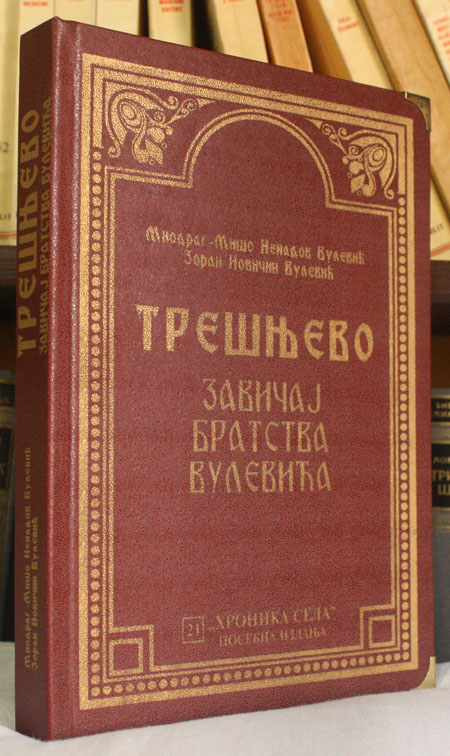 Миодраг-Мишо Ненадов Вулевић
Зоран Новичин Вулевић
ТРЕШЊЕВО
ЗАВИЧАЈ
БРАТСТВА
ВУЛЕВИЋА
21 „ХРОНИКА СЕЛА“
ПОСЕБНА ИЗДАЊА
ТРЕШЊЕВО
ЗАВИЧАЈ БРАТСТВА ВУЛЕВИЋА
Миодраг-Мишо Ненадов Вулевић
Зоран Новичин Вулевић